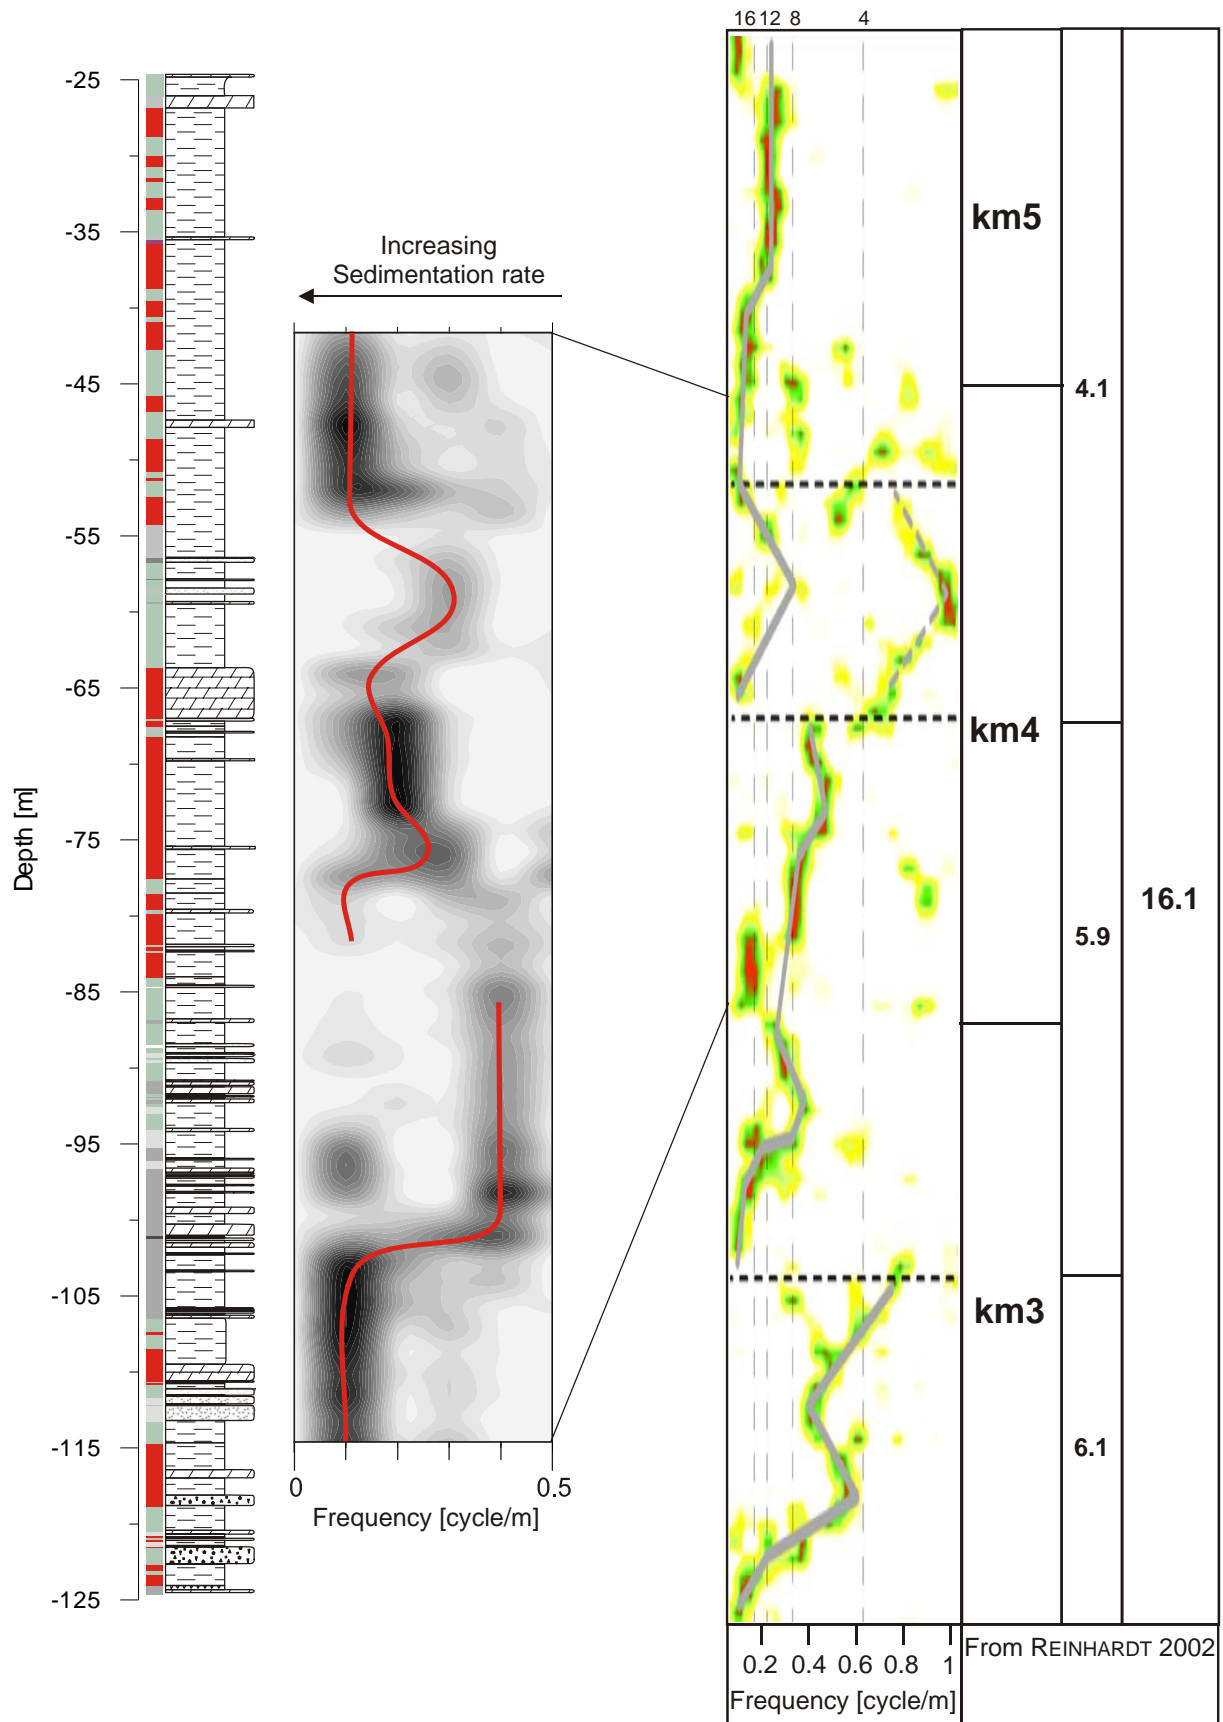 16 12 8 4
-25
-35
-45
-55
-65
-75
-85
-95
-105
-115
-125
Depth [m]
Increasing
Sedimentation rate
0 0.5
Frequency [cycle/m]
km5
km4
km3
4.1
5.9
6.1
16.1
0.2 0.4 0.6 0.8 1
Frequency [cycle/m]
From REINHARDT 2002